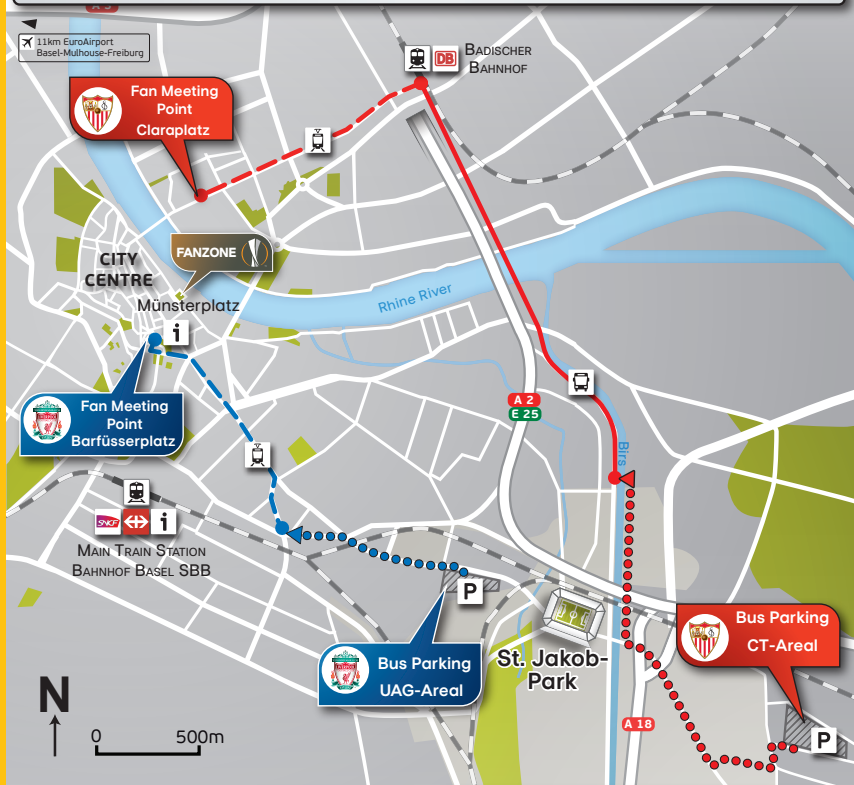 A 3
11km EuroAirport
Basel-Mulhouse-Freiburg
DB
BADISCHER
BAHNHOF
Fan Meeting
Point
Claraplatz
FANZONE
CITY
CENTRE
Münsterplatz
Rhine River
i
Fan Meeting
Point
Barfüsserplatz
A 2
E 25
Birs
SNCF
i
MAIN TRAIN STATION
BAHNHOF BASEL SBB
P
Bus Parking
UAG-Areal
St. Jakob-
Park
Bus Parking
CT-Areal
P
A 18
N
0 500m